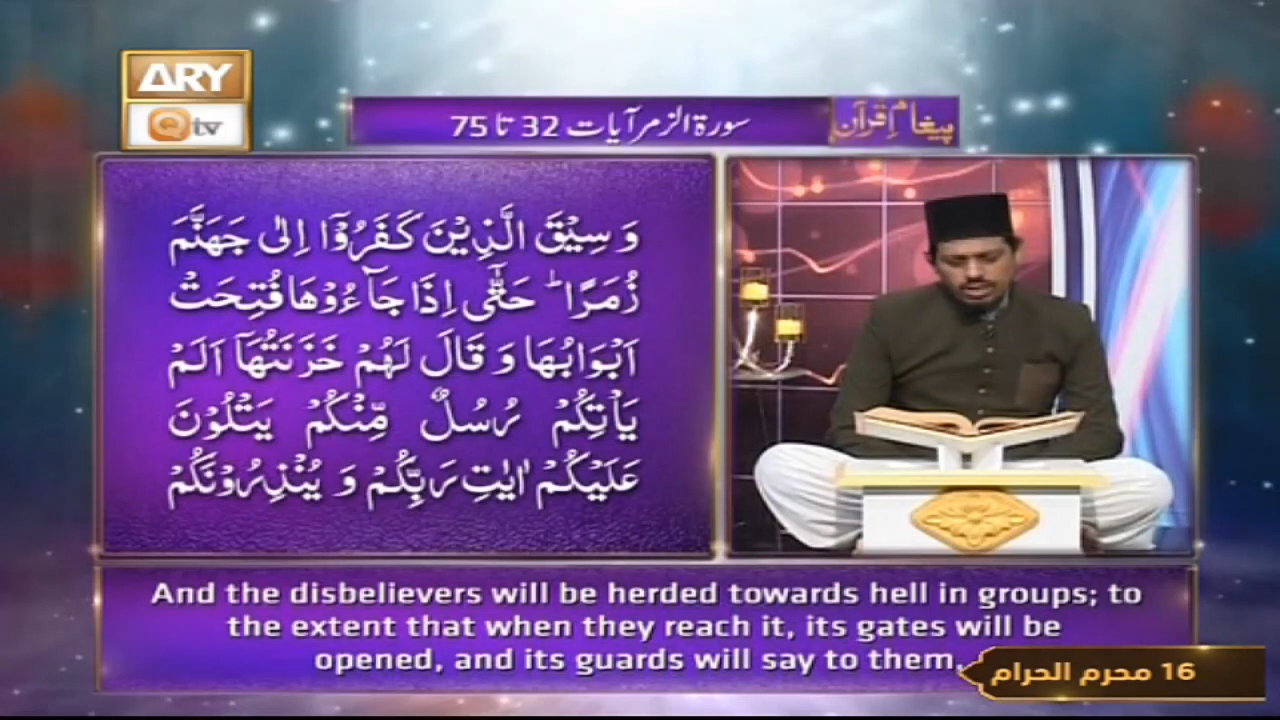 ARY
Qtv
پیغامِ قرآن
سورۃ الزمر آیات 32 تا 75
وَ سِیْقَ الَّذِیْنَ كَفَرُوْۤا اِلٰى جَهَنَّمَ
زُمَرًا ؕ حَتّٰۤى اِذَا جَآءُوْهَا فُتِحَتْ
اَبْوَابُهَا وَ قَالَ لَهُمْ خَزَنَتُهَاۤ اَلَمْ
یَاْتِكُمْ رُسُلٌ مِّنْكُمْ یَتْلُوْنَ
عَلَیْكُمْ اٰیٰتِ رَبِّكُمْ وَ یُنْذِرُوْنَكُمْ
And the disbelievers will be herded towards hell in groups; to
the extent that when they reach it, its gates will be
opened, and its guards will say to them,
16 محرم الحرام